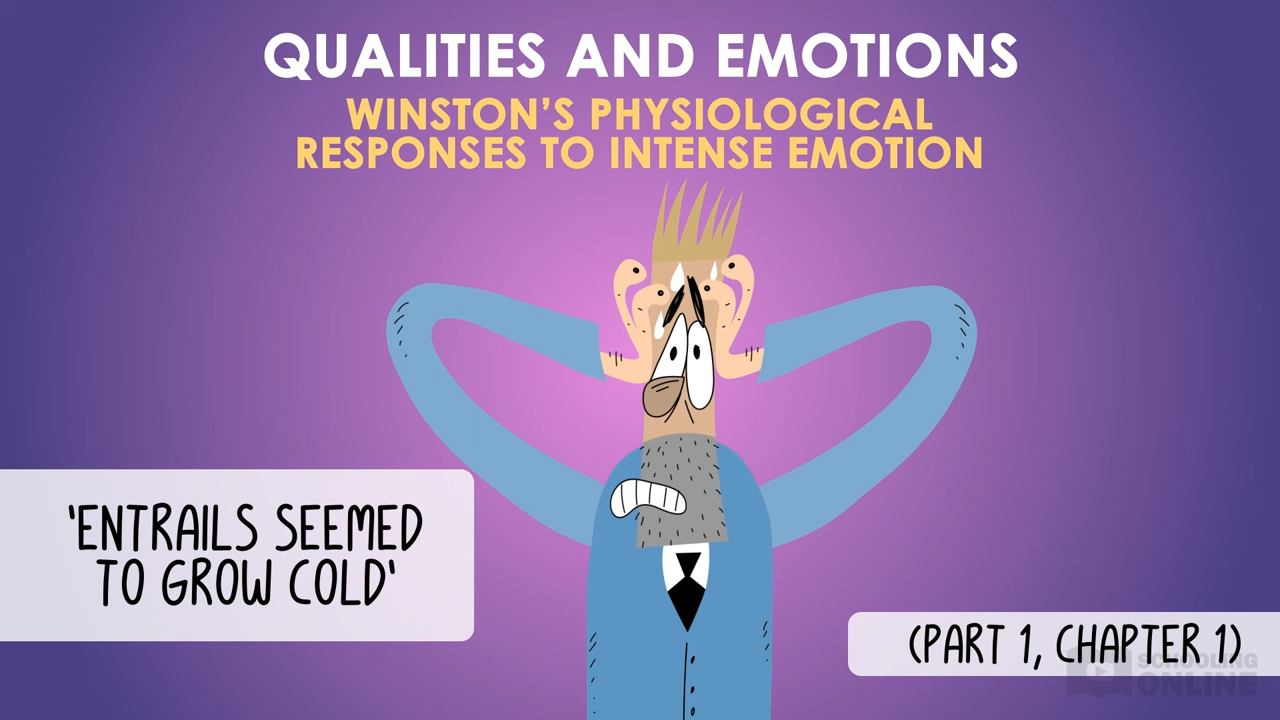 QUALITIES AND EMOTIONS
WINSTON'S PHYSIOLOGICAL
RESPONSES TO INTENSE EMOTION
'ENTRAILS SEEMED
TO GROW COLD'
(PART 1, CHAPTER 1)
SCHOOLING
ONLINE